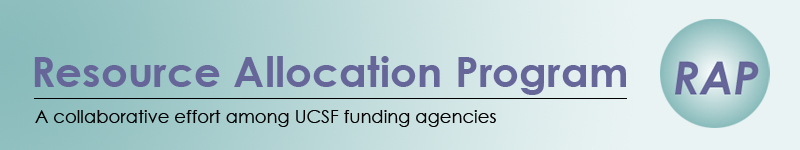 Resource Allocation Program
A collaborative effort among UCSF funding agencies
RAP